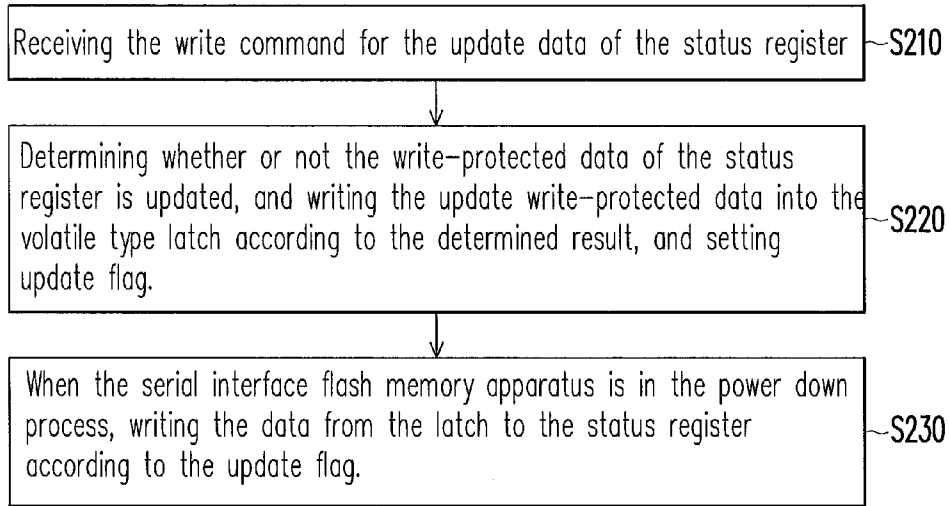 Receiving the write command for the update data of the status register
S210
Determining whether or not the write-protected data of the status
register is updated, and writing the update write-protected data into the
volatile type latch according to the determined result, and setting
update flag.
S220
When the serial interface flash memory apparatus is in the power down
process, writing the data from the latch to the status register
according to the update flag.
S230